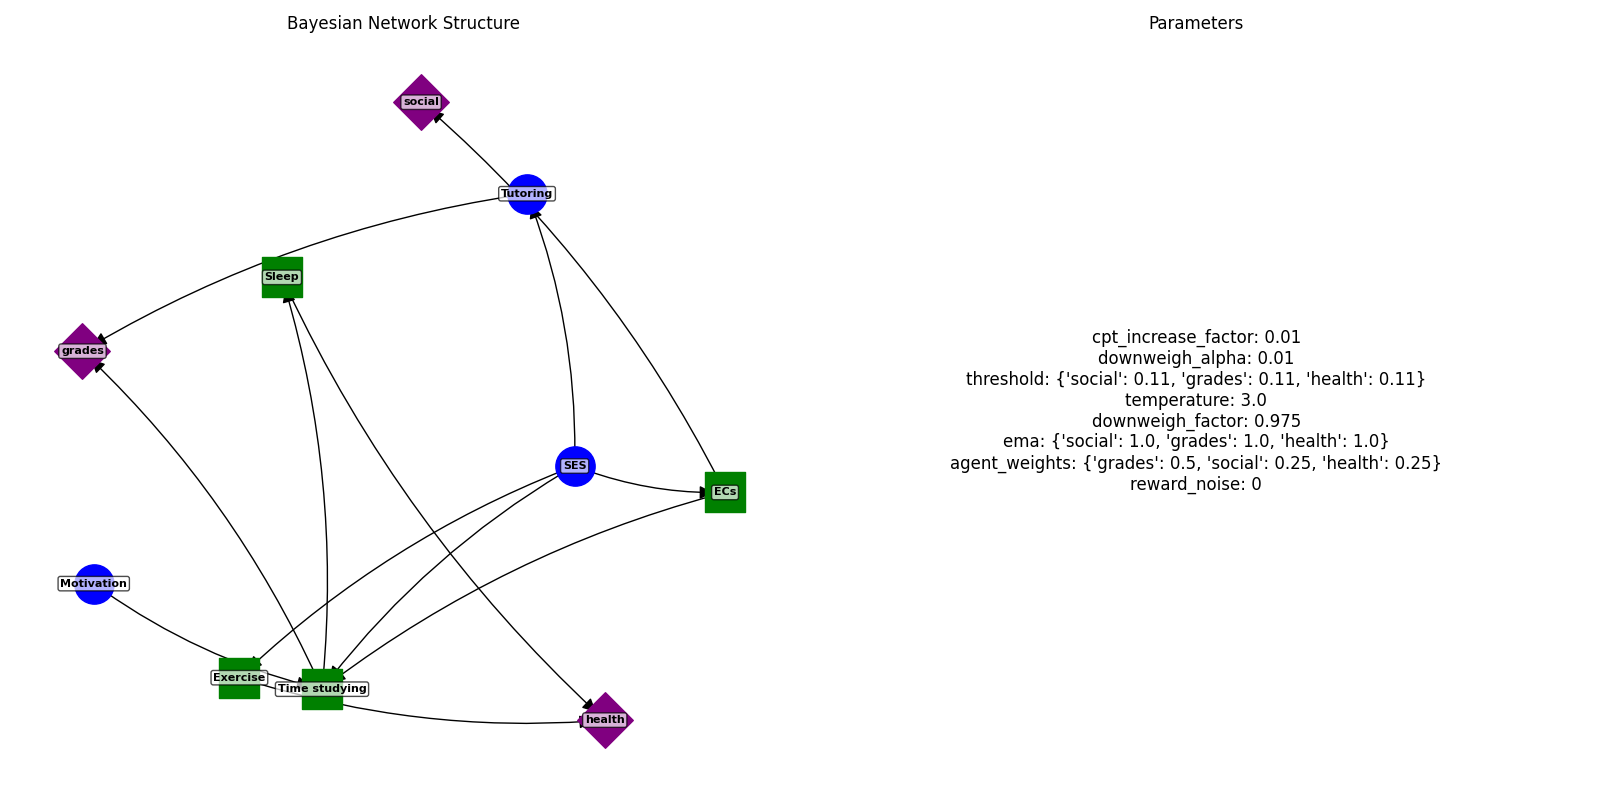 Bayesian Network Structure
Parameters
social
Tutoring
Sleep
grades
SES
ECs
Motivation
Exercise
Time studying
health
cpt_increase_factor: 0.01
downweigh_alpha: 0.01
threshold: {'social': 0.11, 'grades': 0.11, 'health': 0.11}
temperature: 3.0
downweigh_factor: 0.975
ema: {'social': 1.0, 'grades': 1.0, 'health': 1.0}
agent_weights: {'grades': 0.5, 'social': 0.25, 'health': 0.25}
reward_noise: 0